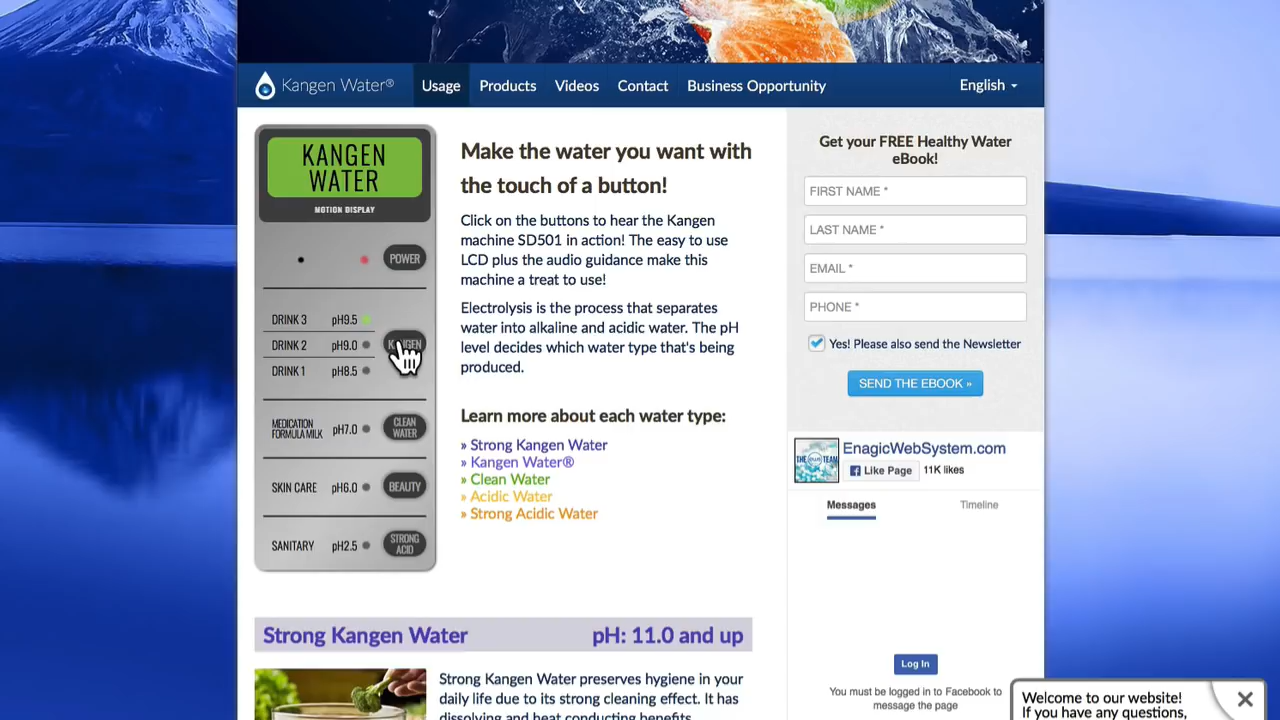 Kangen Water®
Usage
Products
Videos
Contact
Business Opportunity
English
KANGEN
WATER
MOTION DISPLAY
POWER
DRINK 3 pH9.5
DRINK 2 pH9.0
DRINK 1 pH8.5
KANGEN
MEDICATION
FORMULA MILK
pH7.0
CLEAN
WATER
SKIN CARE pH6.0 BEAUTY
SANITARY pH2.5
STRONG
ACID
Make the water you want with
the touch of a button!
Click on the buttons to hear the Kangen
machine SD501 in action! The easy to use
LCD plus the audio guidance make this
machine a treat to use!
Electrolysis is the process that separates
water into alkaline and acidic water. The pH
level decides which water type that's being
produced.
Learn more about each water type:
» Strong Kangen Water
» Kangen Water®
» Clean Water
» Acidic Water
» Strong Acidic Water
Strong Kangen Water pH: 11.0 and up
Strong Kangen Water preserves hygiene in your
daily life due to its strong cleaning effect. It has
dissolving and heat conducting benefits
Get your FREE Healthy Water
eBook!
FIRST NAME *
LAST NAME *
EMAIL *
PHONE *
Yes! Please also send the Newsletter
SEND THE EBOOK »
EnagicWebSystem.com
Like Page 11K likes
Messages
Timeline
Log In
You must be logged in to Facebook to
message the page
Welcome to our website!
If you have any questions,